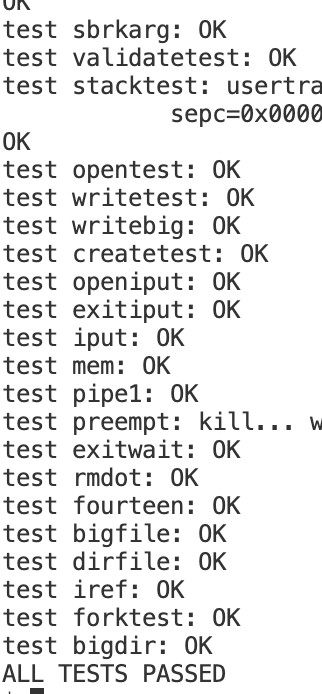 OK
test sbrkarg: OK
test validatetest: OK
test stacktest: usertra
sepc=0x0000
OK
test opentest: OK
test writetest: OK
test writebig: OK
test createtest: OK
test openiput: OK
test exitiput: OK
test iput: OK
test mem: OK
test pipe1: OK
test preempt: kill... w
test exitwait: OK
test rmdot: OK
test fourteen: OK
test bigfile: OK
test dirfile: OK
test iref: OK
test forktest: OK
test bigdir: OK
ALL TESTS PASSED